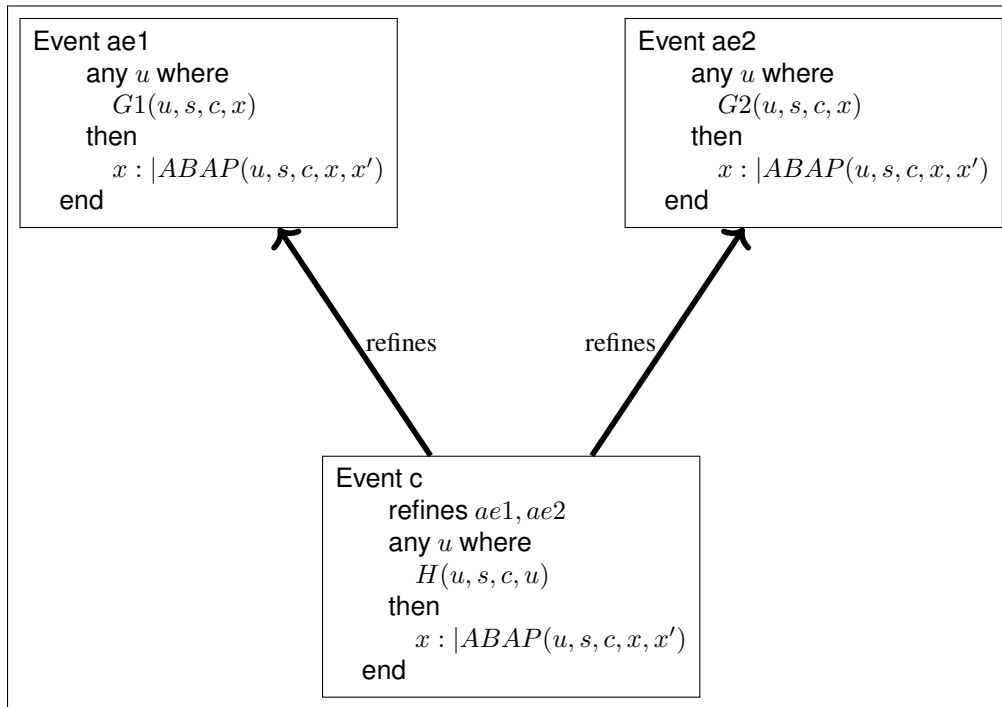 Event ae1
any u where
G1(u, s, c, x)
then
x : |ABAP(u, s, c, x, x′)
end
Event ae2
any u where
G2(u, s, c, x)
then
x : |ABAP(u, s, c, x, x′)
end
refines
refines
Event c
refines ae1, ae2
any u where
H(u, s, c, u)
then
x : |ABAP(u, s, c, x, x′)
end